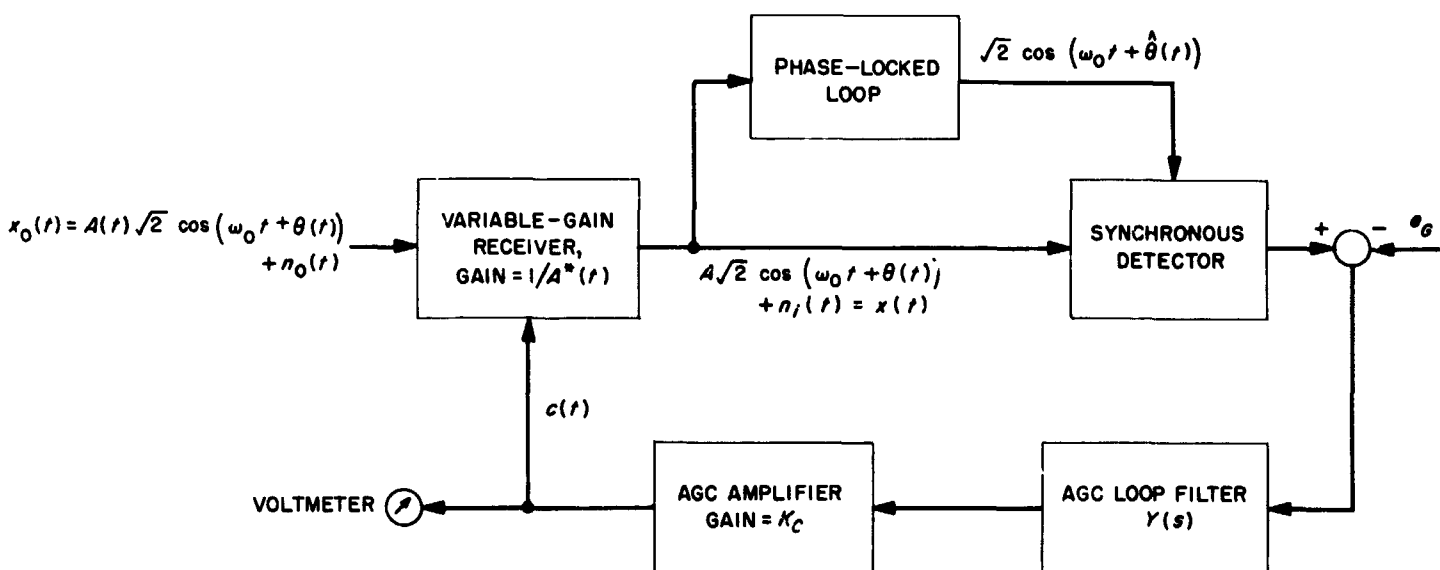 √2 cos (ω₀t + θ̂(t))
PHASE-LOCKED
LOOP
x₀(t) = A(t)√2 cos(ω₀t + θ(t))
+ n₀(t)
VARIABLE-GAIN
RECEIVER,
GAIN = 1/A*(t)
A√2 cos (ω₀t + θ(t))
+ nᵢ(t) = x(t)
SYNCHRONOUS
DETECTOR
+
−
e_G
c(t)
VOLTMETER
AGC AMPLIFIER
GAIN = K_C
AGC LOOP FILTER
Y(s)